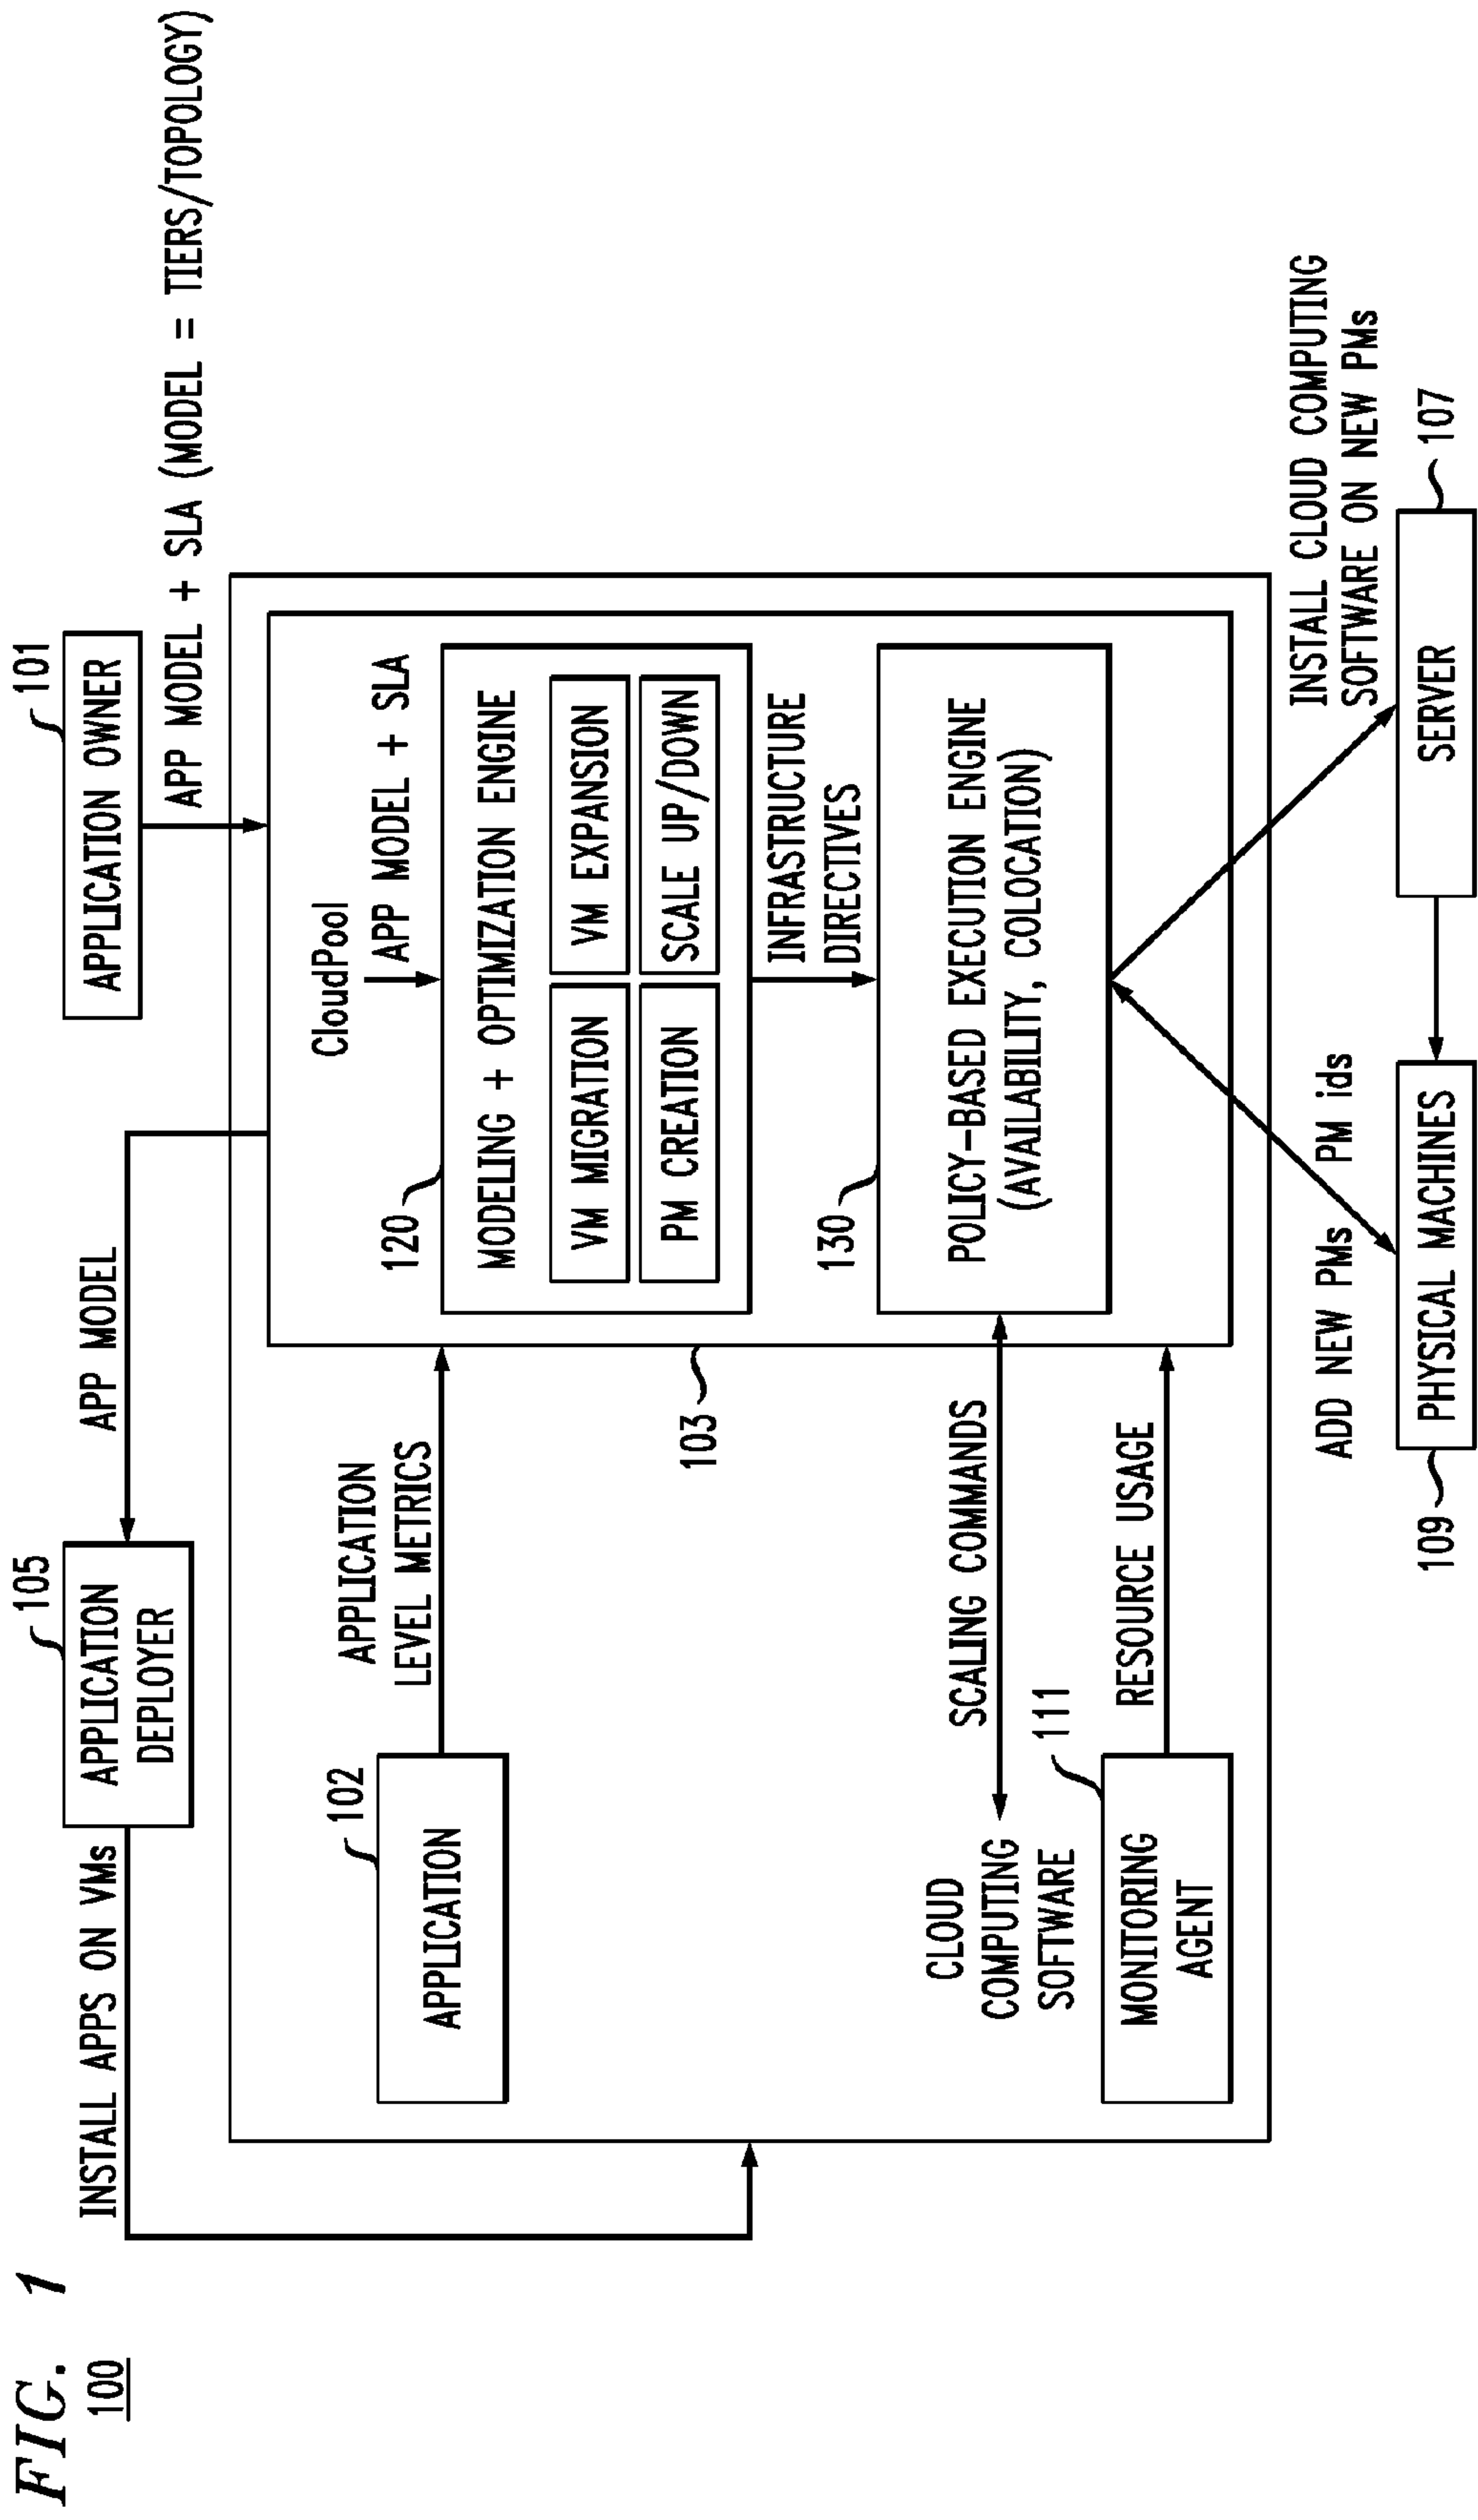 FIG. 1
100
INSTALL APPS ON VMs
105
APPLICATION
DEPLOYER
APP MODEL
101
APPLICATION OWNER
APP MODEL + SLA (MODEL = TIERS/TOPOLOGY)
102
APPLICATION
APPLICATION
LEVEL METRICS
CloudPool
APP MODEL + SLA
120
MODELING + OPTIMIZATION ENGINE
VM MIGRATION
VM EXPANSION
PM CREATION
SCALE UP/DOWN
103
INFRASTRUCTURE
DIRECTIVES
130
POLICY-BASED EXECUTION ENGINE
(AVAILABILITY, COLOCATION)
CLOUD
COMPUTING
SOFTWARE
SCALING COMMANDS
111
MONITORING
AGENT
RESOURCE USAGE
ADD NEW PMs
PM ids
INSTALL CLOUD COMPUTING
SOFTWARE ON NEW PMs
109
PHYSICAL MACHINES
SERVER
107